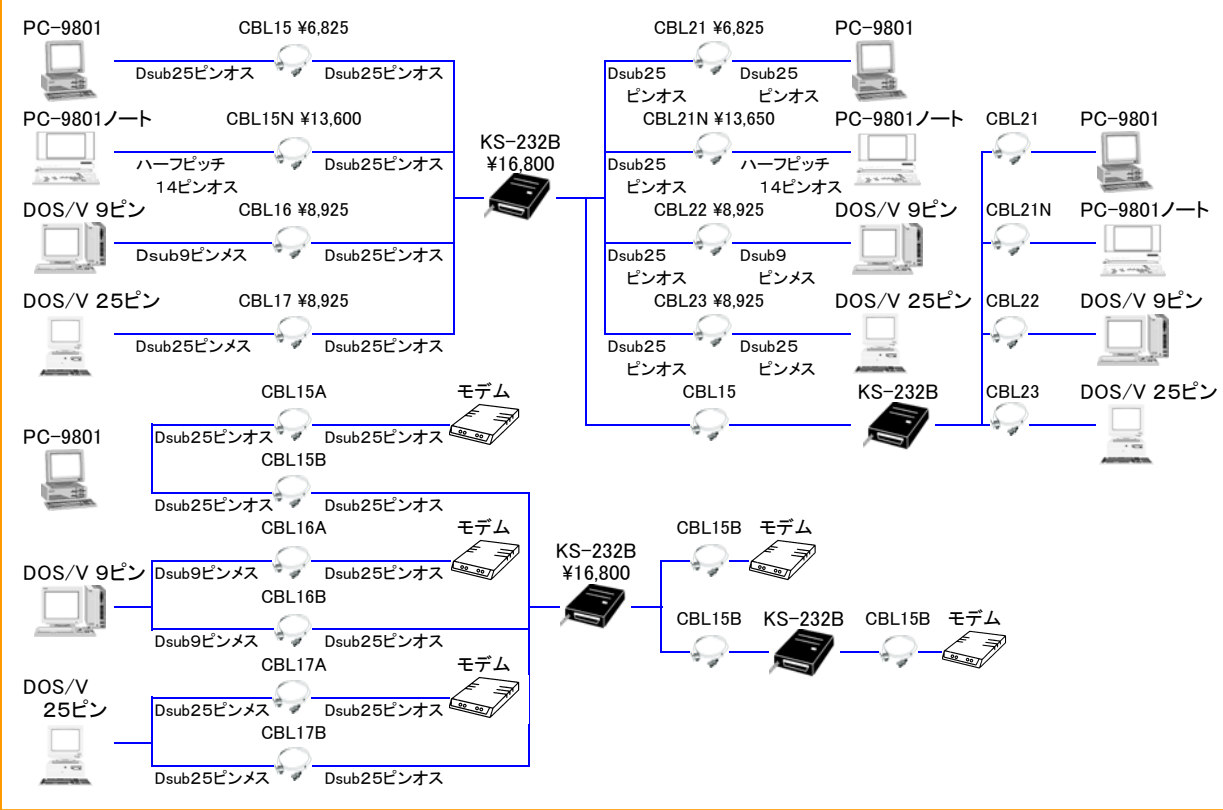 PC-9801
CBL15 ¥6,825
Dsub25ピンオス
Dsub25ピンオス
PC-9801ノート
CBL15N ¥13,600
ハーフピッチ
14ピンオス
Dsub25ピンオス
DOS/V 9ピン
CBL16 ¥8,925
Dsub9ピンメス
Dsub25ピンオス
DOS/V 25ピン
CBL17 ¥8,925
Dsub25ピンメス
Dsub25ピンオス
KS-232B
¥16,800
CBL21 ¥6,825
PC-9801
Dsub25
ピンオス
Dsub25
ピンオス
CBL21N ¥13,650
PC-9801ノート
Dsub25
ピンオス
ハーフピッチ
14ピンオス
CBL22 ¥8,925
DOS/V 9ピン
Dsub25
ピンオス
Dsub9
ピンメス
CBL23 ¥8,925
DOS/V 25ピン
Dsub25
ピンオス
Dsub25
ピンメス
CBL15
KS-232B
CBL21
PC-9801
CBL21N
PC-9801ノート
CBL22
DOS/V 9ピン
CBL23
DOS/V 25ピン
PC-9801
CBL15A
モデム
Dsub25ピンオス
Dsub25ピンオス
CBL15B
Dsub25ピンオス
Dsub25ピンオス
DOS/V 9ピン
CBL16A
モデム
Dsub9ピンメス
Dsub25ピンオス
CBL16B
Dsub9ピンメス
Dsub25ピンオス
DOS/V
25ピン
CBL17A
モデム
Dsub25ピンメス
Dsub25ピンオス
CBL17B
Dsub25ピンメス
Dsub25ピンオス
KS-232B
¥16,800
CBL15B
モデム
CBL15B
KS-232B
CBL15B
モデム